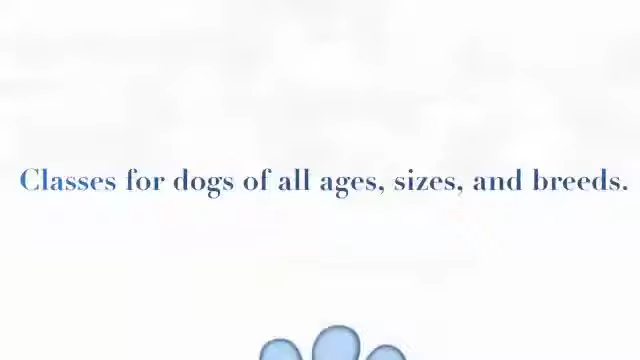 Classes for dogs of all ages, sizes, and breeds.